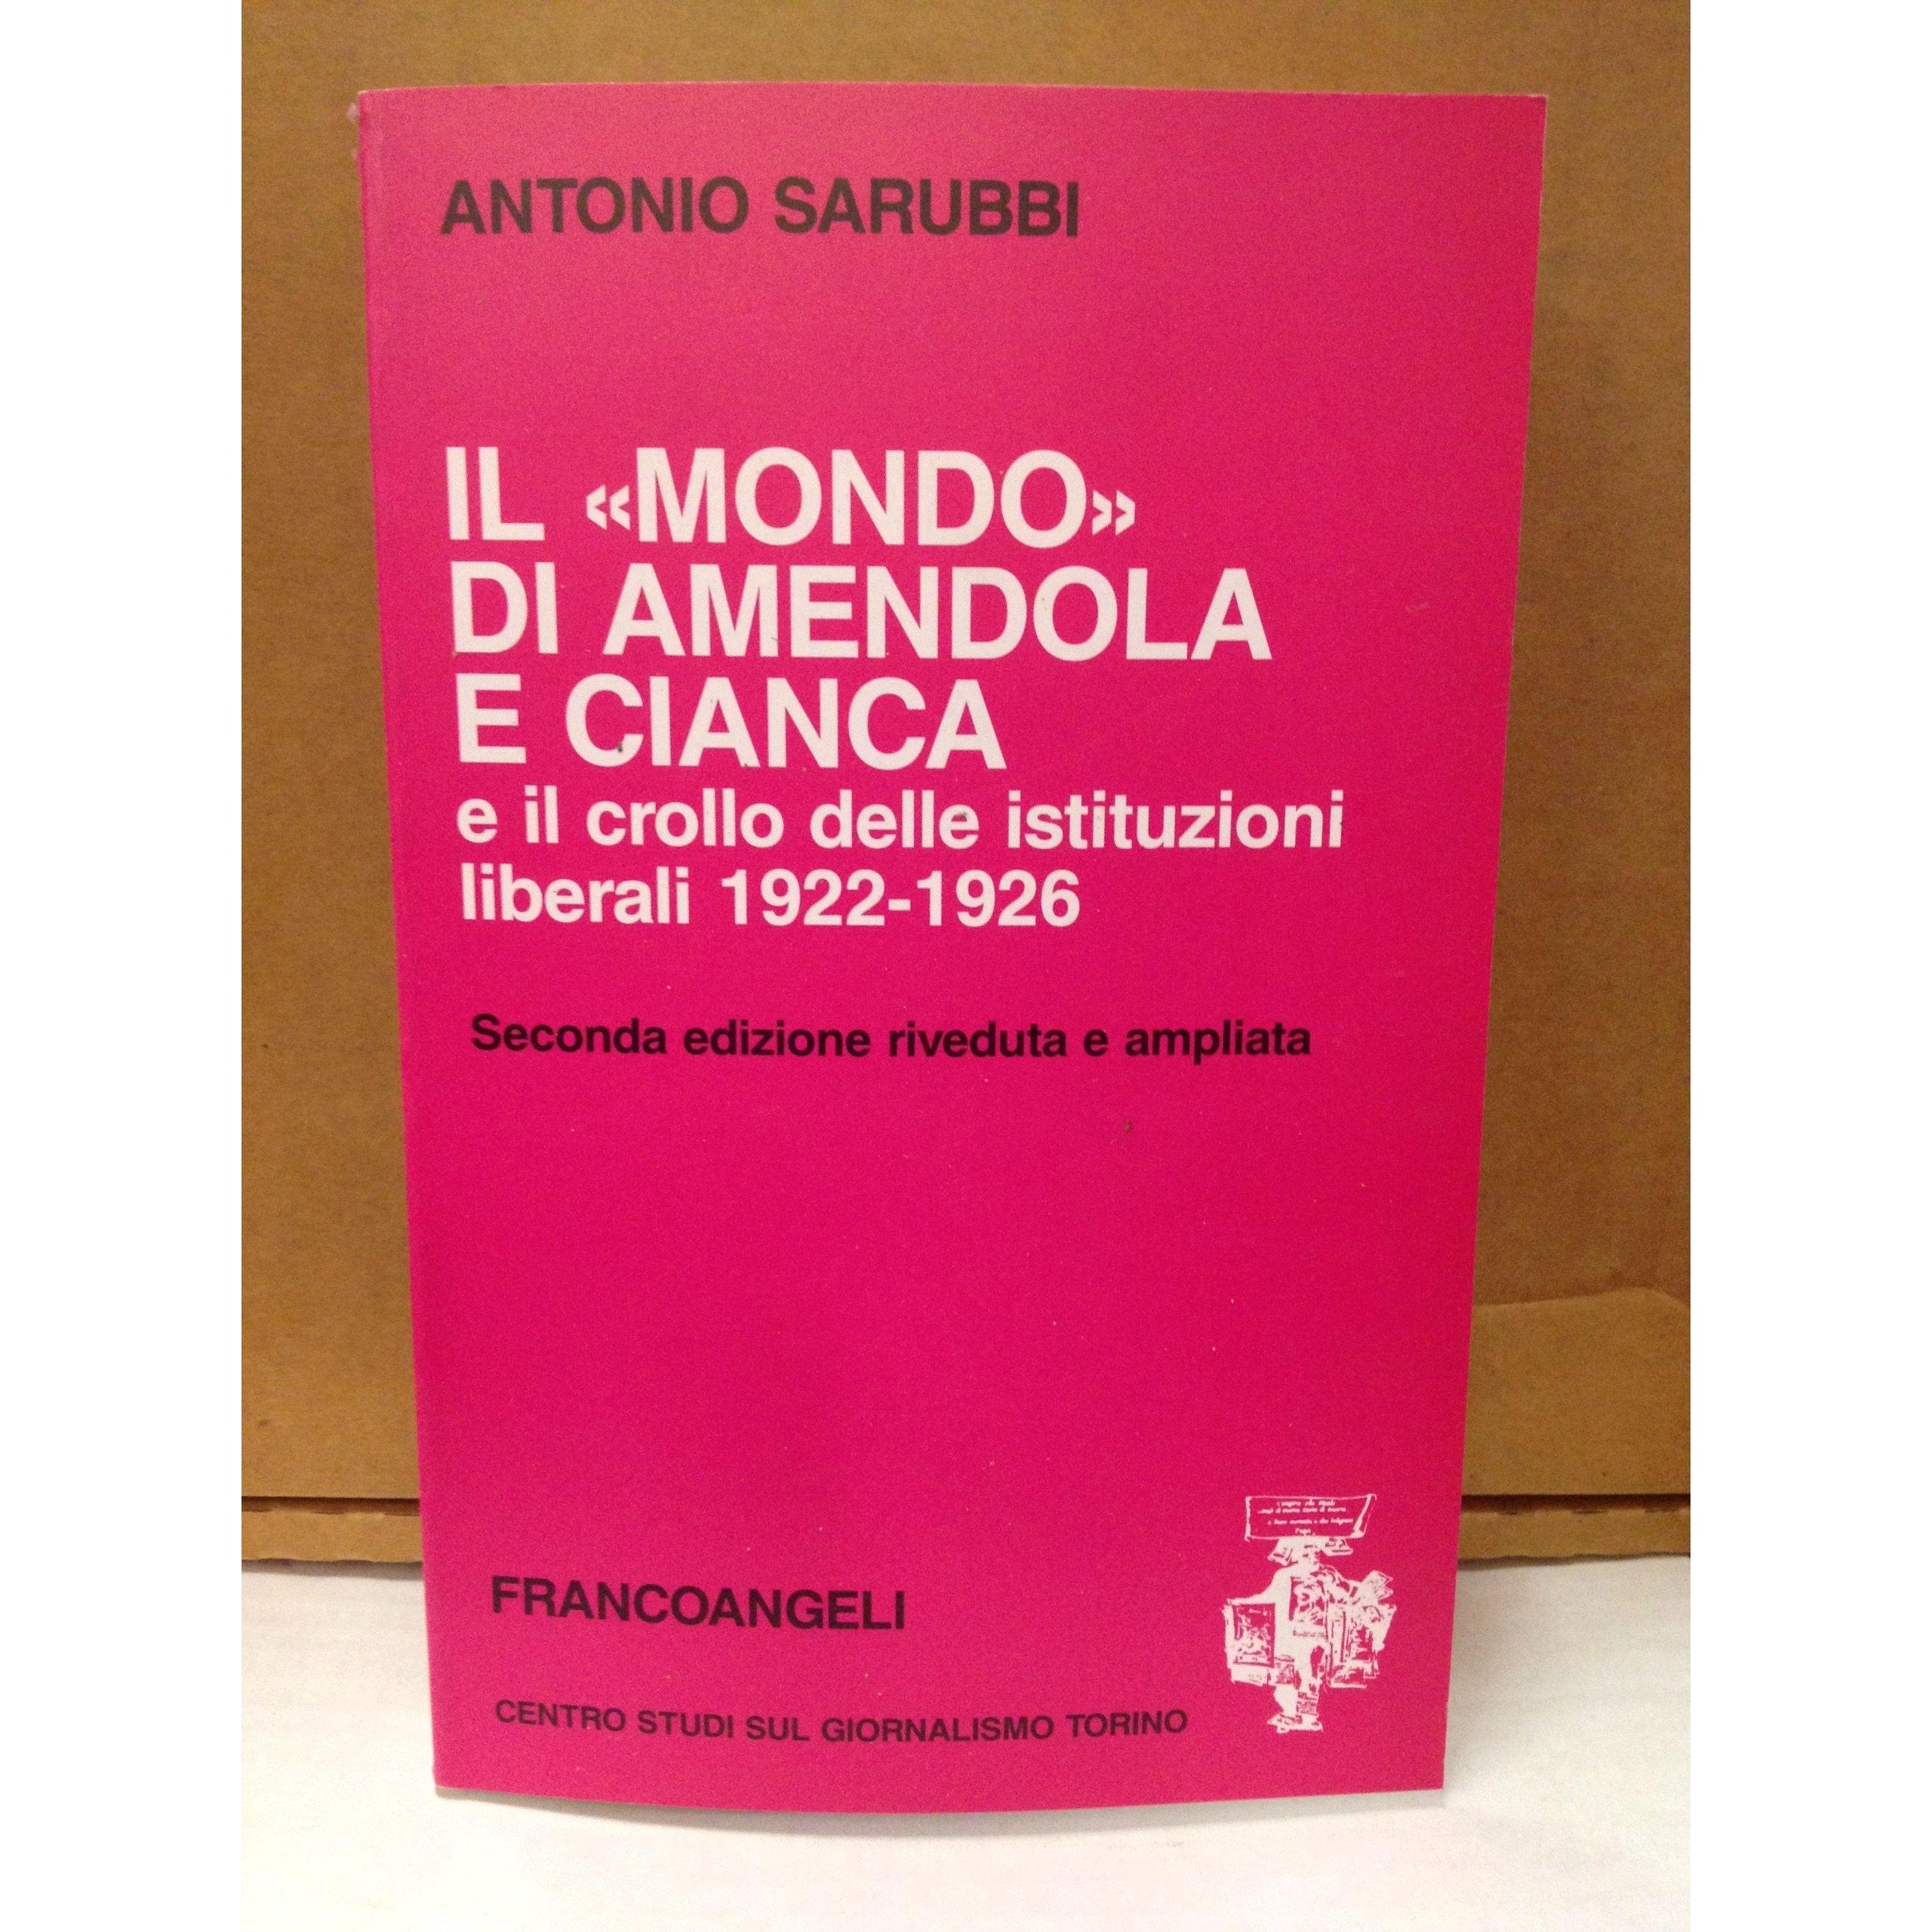 ANTONIO SARUBBI
IL «MONDO»
DI AMENDOLA
E CIANCA
e il crollo delle istituzioni
liberali 1922-1926
Seconda edizione riveduta e ampliata
FRANCOANGELI
CENTRO STUDI SUL GIORNALISMO TORINO